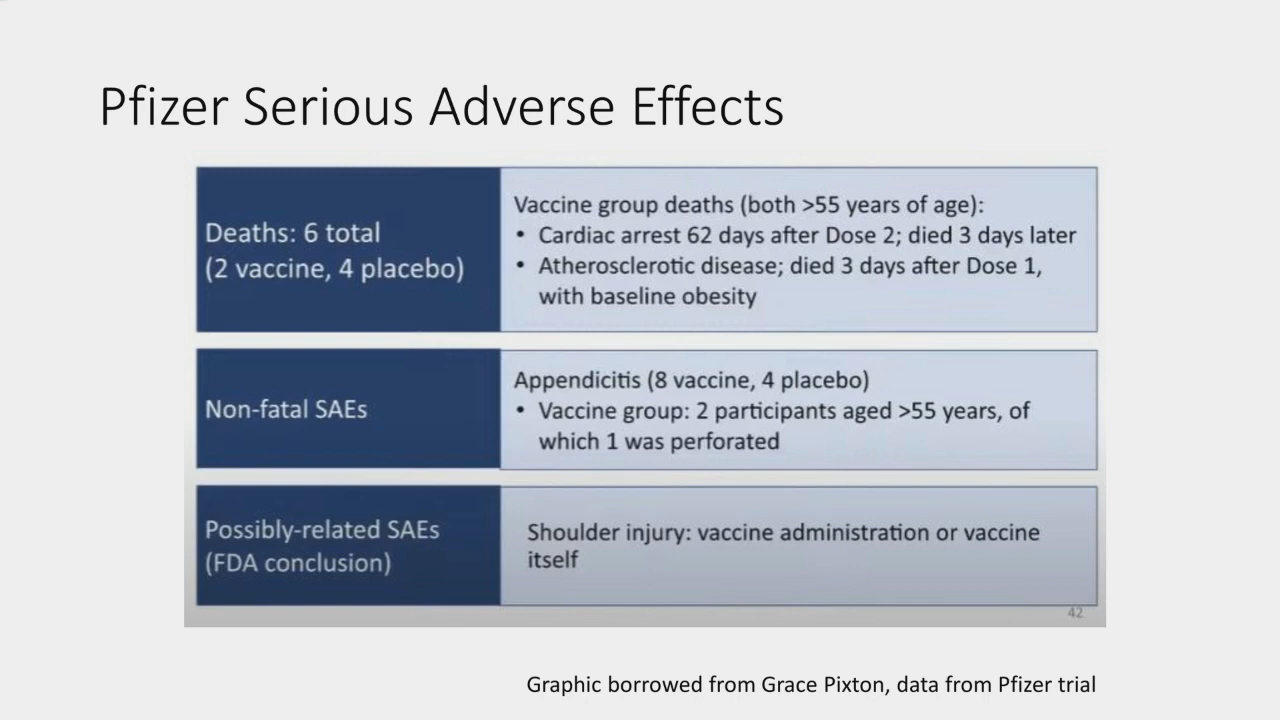 Pfizer Serious Adverse Effects
Deaths: 6 total
(2 vaccine, 4 placebo)
Vaccine group deaths (both >55 years of age):
• Cardiac arrest 62 days after Dose 2; died 3 days later
• Atherosclerotic disease; died 3 days after Dose 1,
with baseline obesity
Non-fatal SAEs
Appendicitis (8 vaccine, 4 placebo)
• Vaccine group: 2 participants aged >55 years, of
which 1 was perforated
Possibly-related SAEs
(FDA conclusion)
Shoulder injury: vaccine administration or vaccine
itself
42
Graphic borrowed from Grace Pixton, data from Pfizer trial